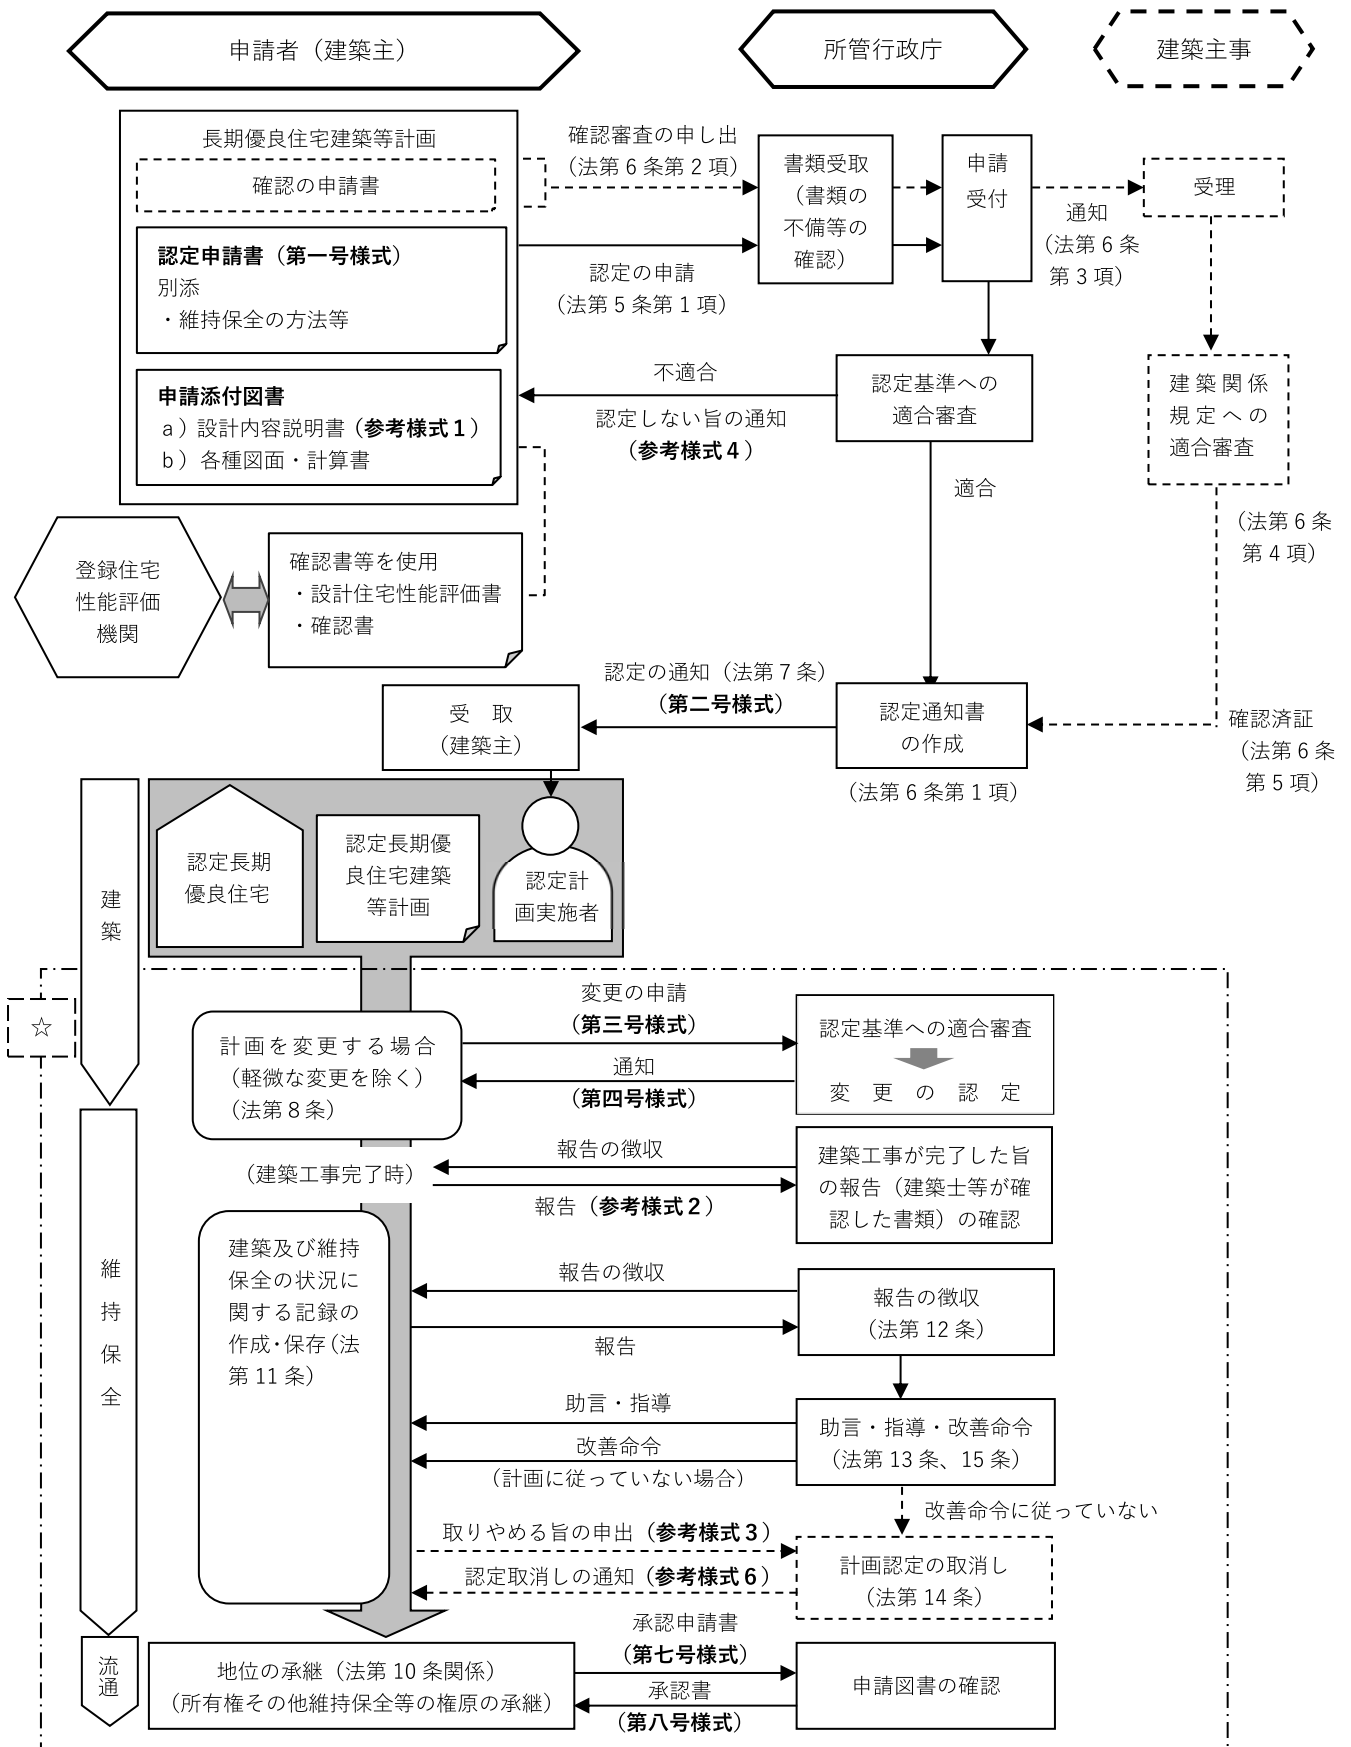 申請者（建築主）
所管行政庁
建築主事
長期優良住宅建築等計画
確認の申請書
認定申請書（第一号様式）
別添
・維持保全の方法等
申請添付図書
ａ）設計内容説明書（参考様式１）
ｂ）各種図面・計算書
確認審査の申し出
（法第６条第２項）
認定の申請
（法第５条第１項）
書類受取
（書類の
不備等の
確認）
申請
受付
通知
（法第６条
第３項）
受理
不適合
認定しない旨の通知
（参考様式４）
認定基準への
適合審査
建築関係
規定への
適合審査
適合
（法第６条
第４項）
登録住宅
性能評価
機関
確認書等を使用
・設計住宅性能評価書
・確認書
認定の通知（法第７条）
（第二号様式）
受　取
（建築主）
認定通知書
の作成
（法第６条第１項）
確認済証
（法第６条
第５項）
建
築
認定長期
優良住宅
認定長期優
良住宅建築
等計画
認定計
画実施者
☆
計画を変更する場合
（軽微な変更を除く）
（法第８条）
変更の申請
（第三号様式）
通知
（第四号様式）
認定基準への適合審査
変　更　の　認　定
（建築工事完了時）
報告の徴収
報告（参考様式２）
建築工事が完了した旨
の報告（建築士等が確
認した書類）の確認
維
持
保
全
建築及び維持
保全の状況に
関する記録の
作成・保存（法
第 11 条）
報告の徴収
報告
報告の徴収
（法第 12 条）
助言・指導
改善命令
（計画に従っていない場合）
助言・指導・改善命令
（法第 13 条、15 条）
改善命令に従っていない
取りやめる旨の申出（参考様式３）
認定取消しの通知（参考様式６）
計画認定の取消し
（法第 14 条）
流
通
地位の承継（法第 10 条関係）
（所有権その他維持保全等の権原の承継）
承認申請書
（第七号様式）
承認書
（第八号様式）
申請図書の確認